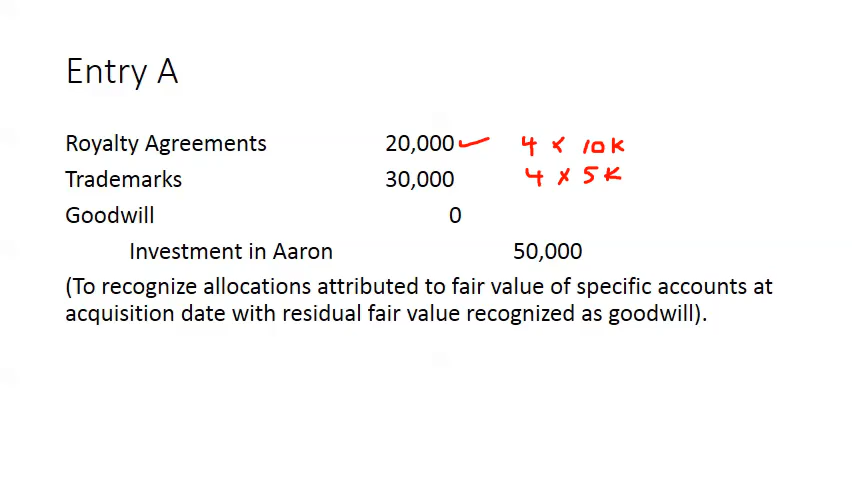 Entry A
Royalty Agreements 20,000 ✓ 4 x 10K
Trademarks 30,000 4 x 5K
Goodwill 0
Investment in Aaron 50,000
(To recognize allocations attributed to fair value of specific accounts at
acquisition date with residual fair value recognized as goodwill).